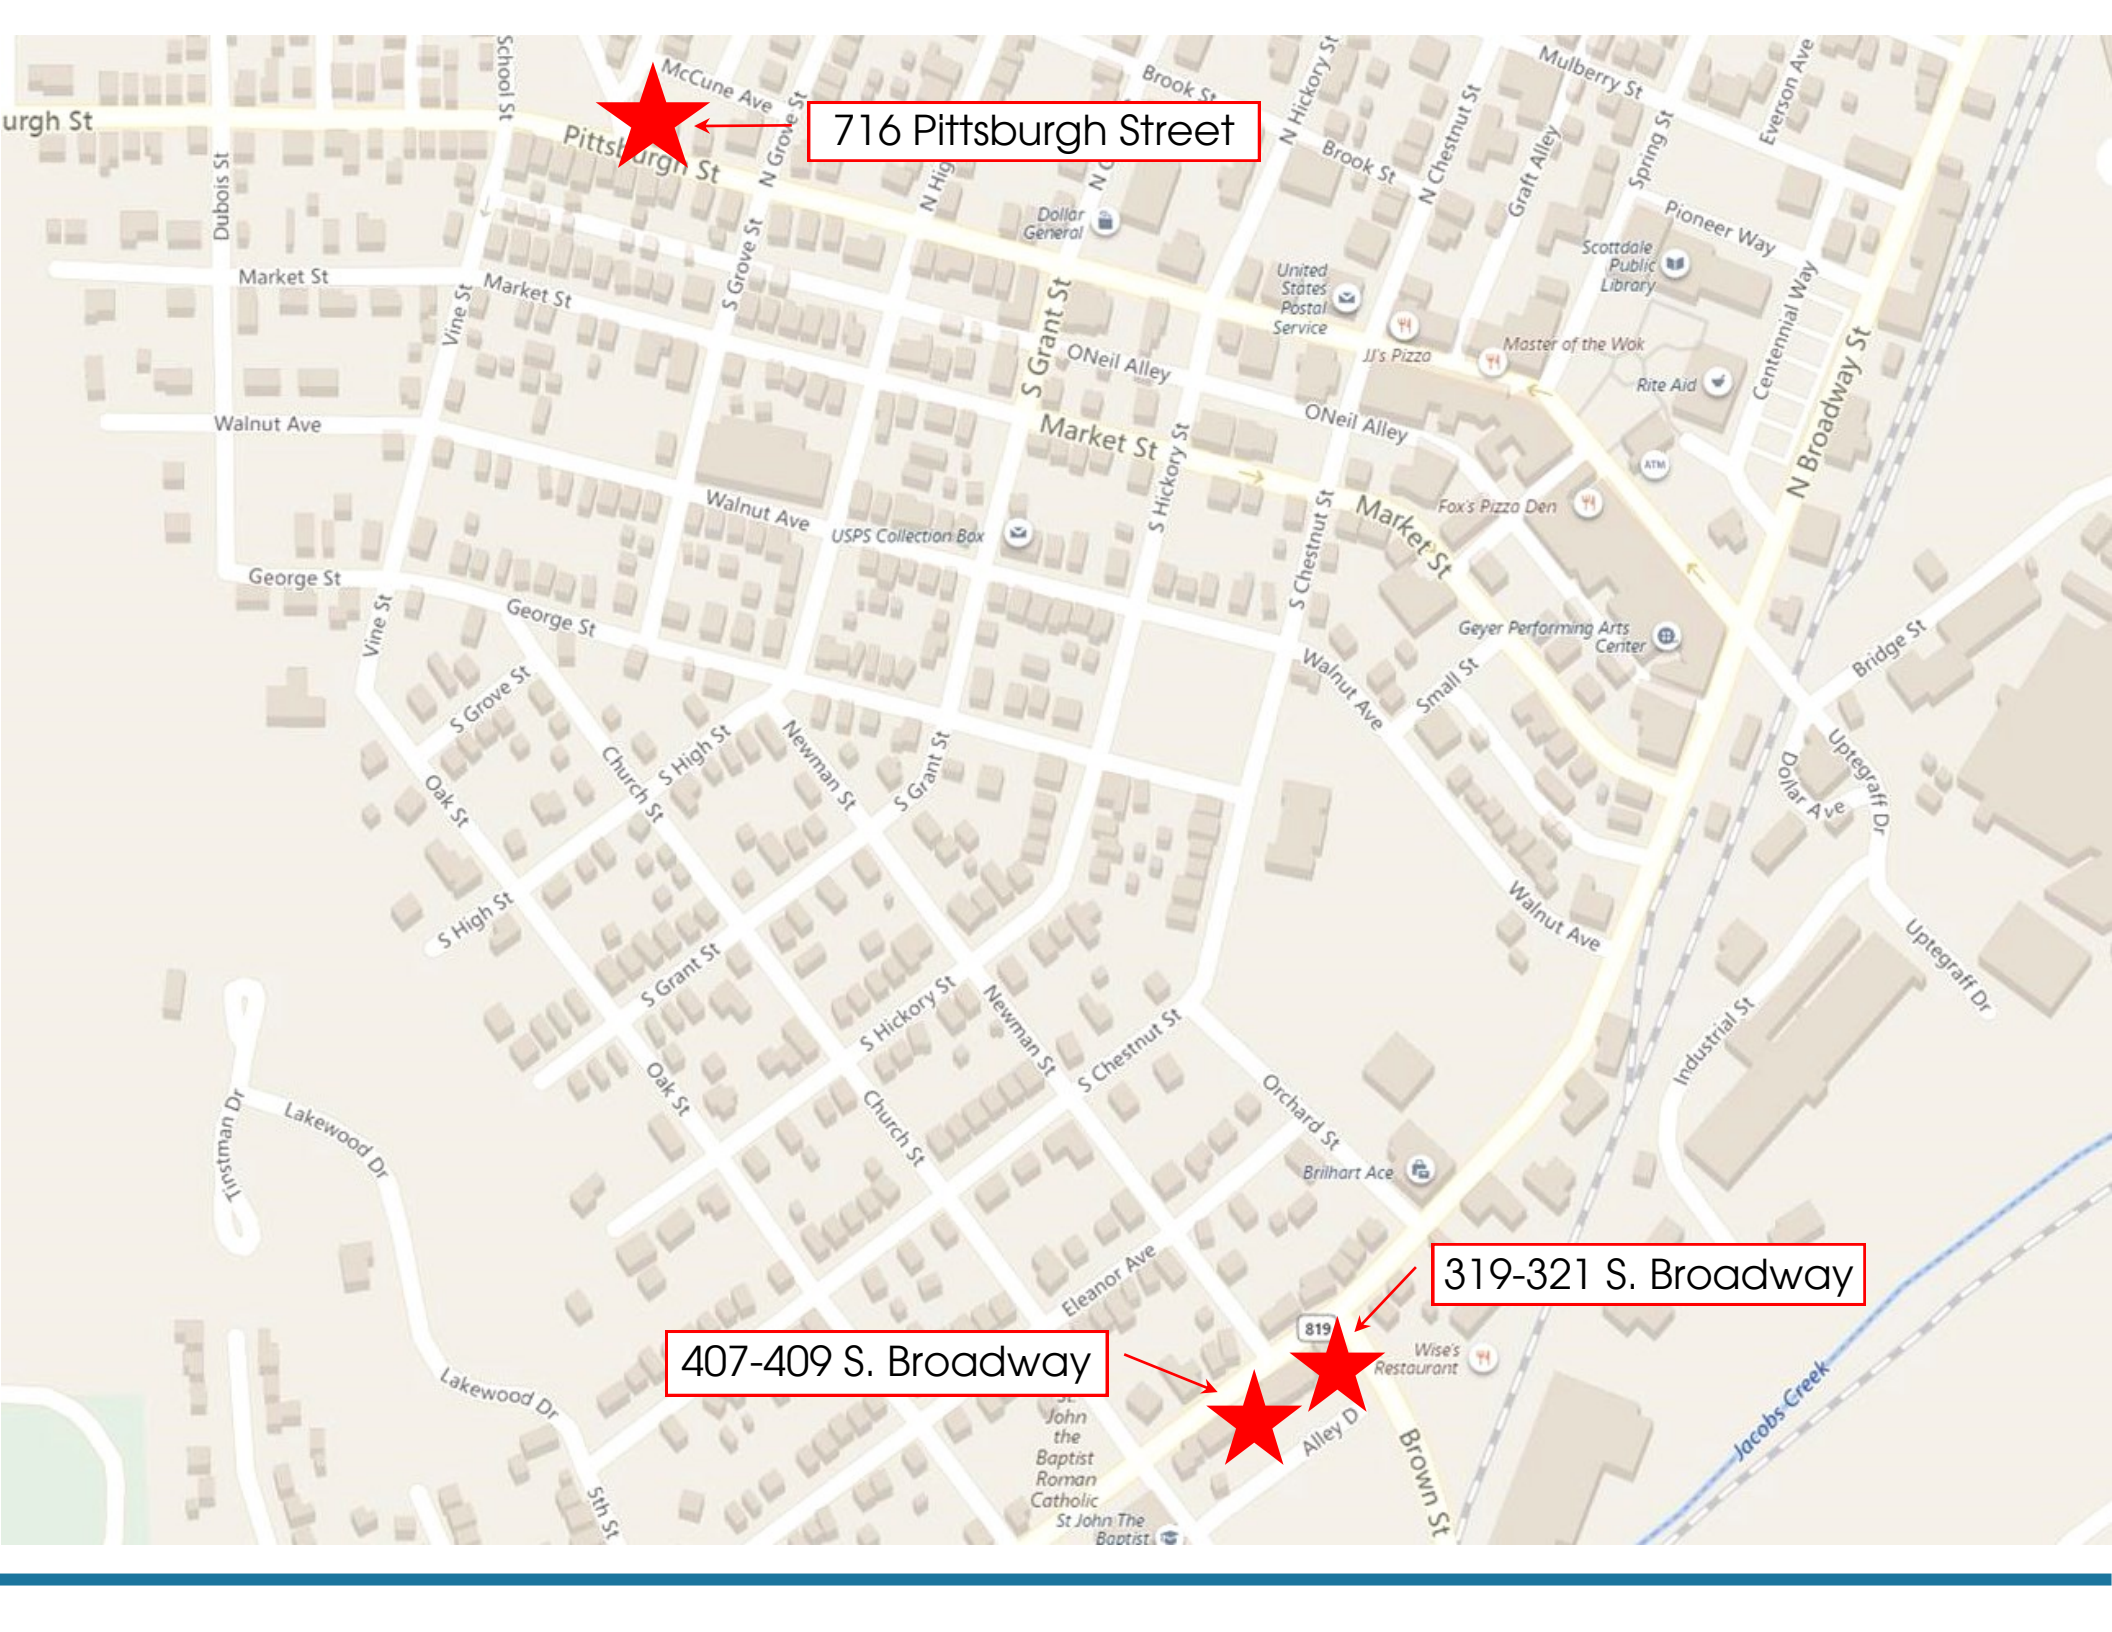 School St
McCune Ave
Brook St
N Hickory St
Mulberry St
Everson Ave
urgh St
Pittsburgh St
716 Pittsburgh Street
N Grove St
N Hig
N
Brook St
N Chestnut St
Graft Alley
Spring St
Dubois St
Dollar
General
Pioneer Way
Scottdale
Public
Library
Market St
Market St
Vine St
S Grove St
S Grant St
United
States
Postal
Service
Centennial Way
N Broadway St
ONeil Alley
JJ's Pizza
Master of the Wok
Rite Aid
Walnut Ave
Market St
S Hickory St
ONeil Alley
ATM
Walnut Ave
USPS Collection Box
S Chestnut St
Market St
Fox's Pizza Den
George St
George St
Vine St
Geyer Performing Arts
Center
Bridge St
S Grove St
Walnut Ave
Small St
Oak St
Church St
S High St
Newman St
S Grant St
Dollar Ave
Uptegraff Dr
S High St
S Grant St
Walnut Ave
Uptegraff Dr
S Hickory St
Newman St
S Chestnut St
Industrial St
Tinstman Dr
Lakewood Dr
Oak St
Church St
Orchard St
Brilhart Ace
Eleanor Ave
319-321 S. Broadway
819
407-409 S. Broadway
Wise's
Restaurant
Lakewood Dr
St.
John
the
Baptist
Roman
Catholic
St John The
Baptist
Alley D
Brown St
Jacobs Creek
5th St